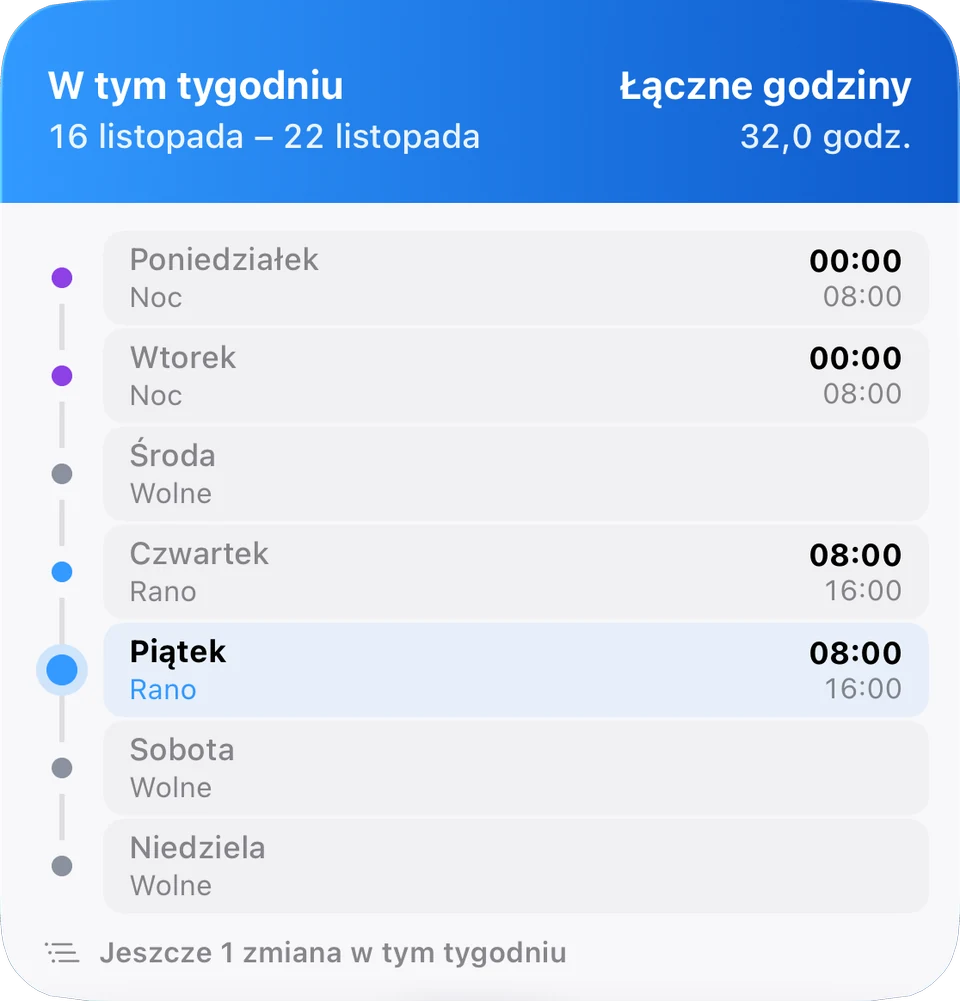 W tym tygodniu
Łączne godziny
16 listopada – 22 listopada
32,0 godz.
Poniedziałek
00:00
Noc
08:00
Wtorek
00:00
Noc
08:00
Środa
Wolne
Czwartek
08:00
Rano
16:00
Piątek
08:00
Rano
16:00
Sobota
Wolne
Niedziela
Wolne
Jeszcze 1 zmiana w tym tygodniu